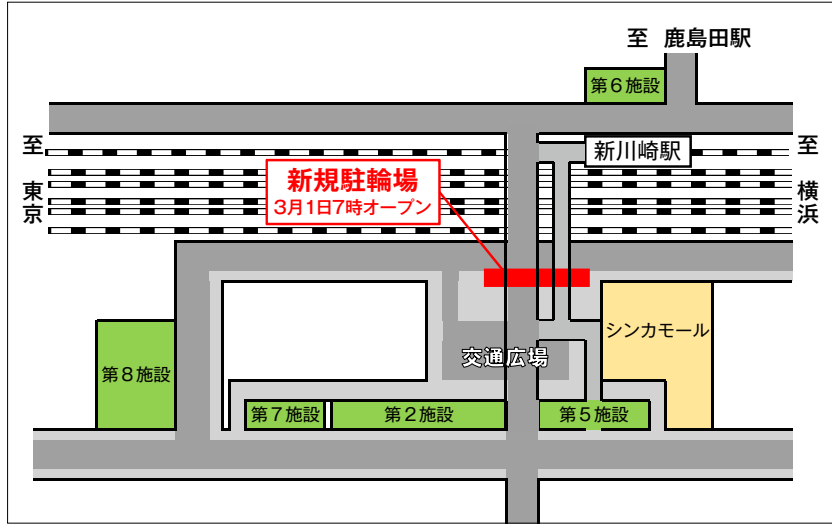 至 鹿島田駅
第6施設
至 東京
新規駐輪場
3月1日7時オープン
新川崎駅
至 横浜
シンカモール
交通広場
第8施設
第7施設
第2施設
第5施設